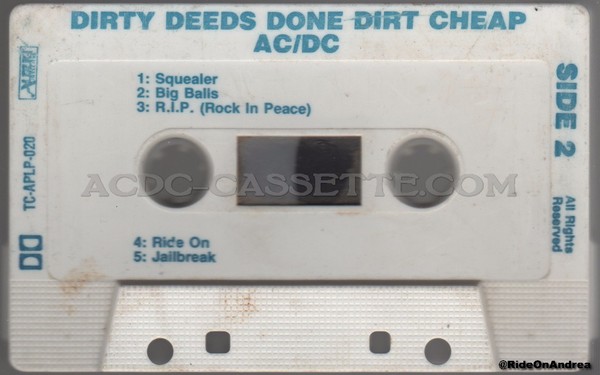 DIRTY DEEDS DONE DIRT CHEAP
AC/DC
1: Squealer
2: Big Balls
3: R.I.P. (Rock In Peace)
SIDE 2
TC-APLP-020
ACDC-CASSETTE.COM
4: Ride On
5: Jailbreak
All Rights
Reserved
@RideOnAndrea